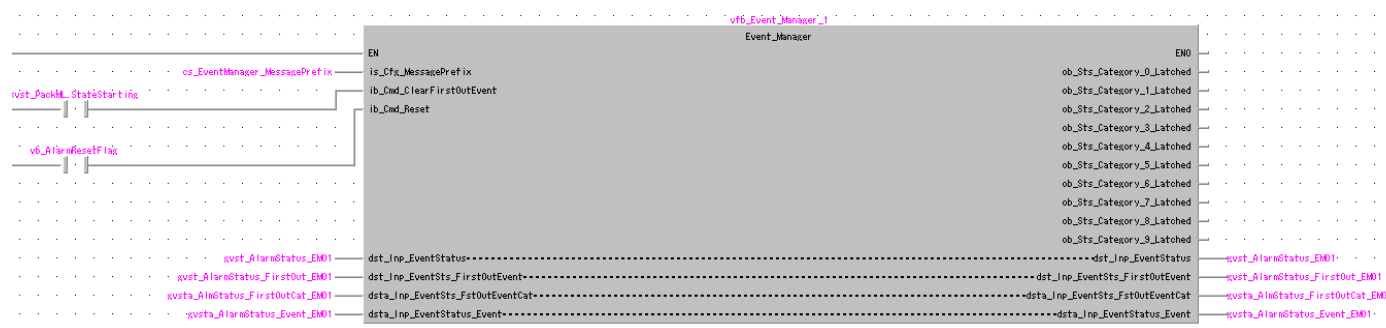 vfb_Event_Manager_1
Event_Manager
EN ENO
cs_EventManager_MessagePrefix is_Cfg_MessagePrefix ob_Sts_Category_0_Latched
gvst_PackML_StateStarting ib_Cmd_ClearFirstOutEvent ob_Sts_Category_1_Latched
ib_Cmd_Reset ob_Sts_Category_2_Latched
ob_Sts_Category_3_Latched
vb_AlarmResetFlag ob_Sts_Category_4_Latched
ob_Sts_Category_5_Latched
ob_Sts_Category_6_Latched
ob_Sts_Category_7_Latched
ob_Sts_Category_8_Latched
ob_Sts_Category_9_Latched
gvst_AlarmStatus_EM01 dst_Inp_EventStatus dst_Inp_EventStatus gvst_AlarmStatus_EM01
gvst_AlarmStatus_FirstOut_EM01 dst_Inp_EventSts_FirstOutEvent dst_Inp_EventSts_FirstOutEvent gvst_AlarmStatus_FirstOut_EM01
gvsta_AlmStatus_FirstOutCat_EM01 dsta_Inp_EventSts_FstOutEventCat dsta_Inp_EventSts_FstOutEventCat gvsta_AlmStatus_FirstOutCat_EM0
gvsta_AlarmStatus_Event_EM01 dsta_Inp_EventStatus_Event dsta_Inp_EventStatus_Event gvsta_AlarmStatus_Event_EM01